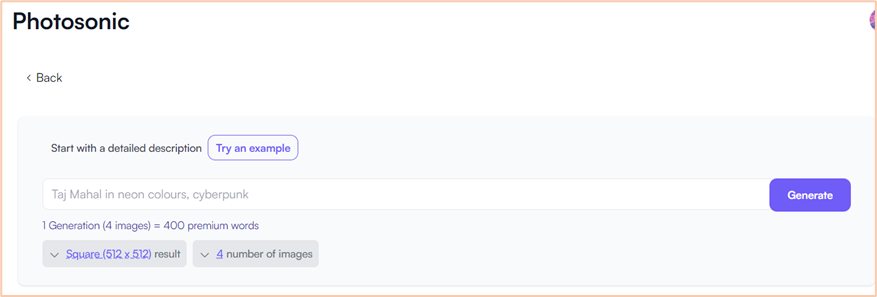 Photosonic
Back
Start with a detailed description Try an example
Taj Mahal in neon colours, cyberpunk Generate
1 Generation (4 images) = 400 premium words
Square (512 x 512) result 4 number of images